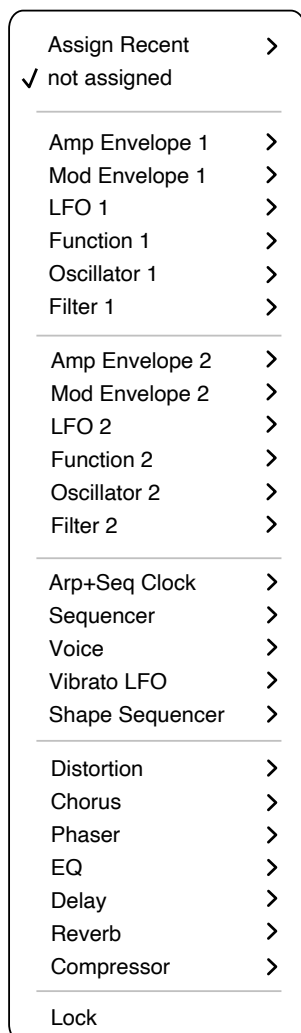 Assign Recent
not assigned
Amp Envelope 1
Mod Envelope 1
LFO 1
Function 1
Oscillator 1
Filter 1
Amp Envelope 2
Mod Envelope 2
LFO 2
Function 2
Oscillator 2
Filter 2
Arp+Seq Clock
Sequencer
Voice
Vibrato LFO
Shape Sequencer
Distortion
Chorus
Phaser
EQ
Delay
Reverb
Compressor
Lock